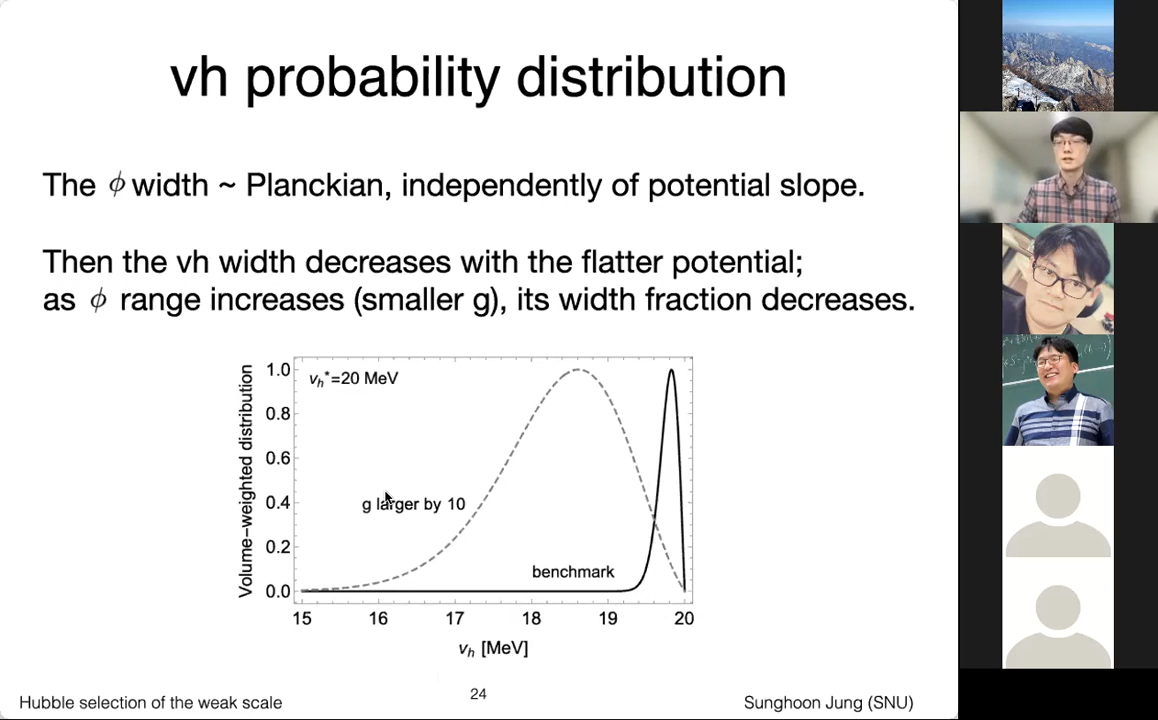 vh probability distribution
The ϕ width ~ Planckian, independently of potential slope.
Then the vh width decreases with the flatter potential;
as ϕ range increases (smaller g), its width fraction decreases.
Volume-weighted distribution
1.0
0.8
0.6
0.4
0.2
0.0
vh*=20 MeV
g larger by 10
benchmark
15 16 17 18 19 20
vh [MeV]
Hubble selection of the weak scale
24
Sunghoon Jung (SNU)